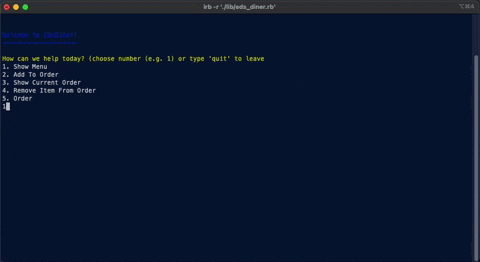 irb -r './lib/eds_diner.rb'
⌥⌘4
How can we help today? (choose number (e.g. 1) or type 'quit' to leave
1. Show Menu
2. Add To Order
3. Show Current Order
4. Remove Item From Order
5. Order
1